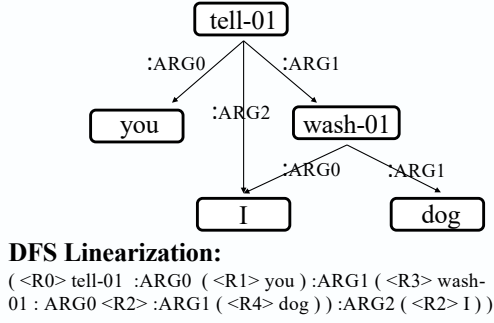 tell-01
:ARG0
:ARG1
you
:ARG2
wash-01
:ARG0
:ARG1
I
dog
DFS Linearization:
( <R0> tell-01 :ARG0 ( <R1> you ) :ARG1 ( <R3> wash-
01 : ARG0 <R2> :ARG1 ( <R4> dog ) ) :ARG2 ( <R2> I ) )